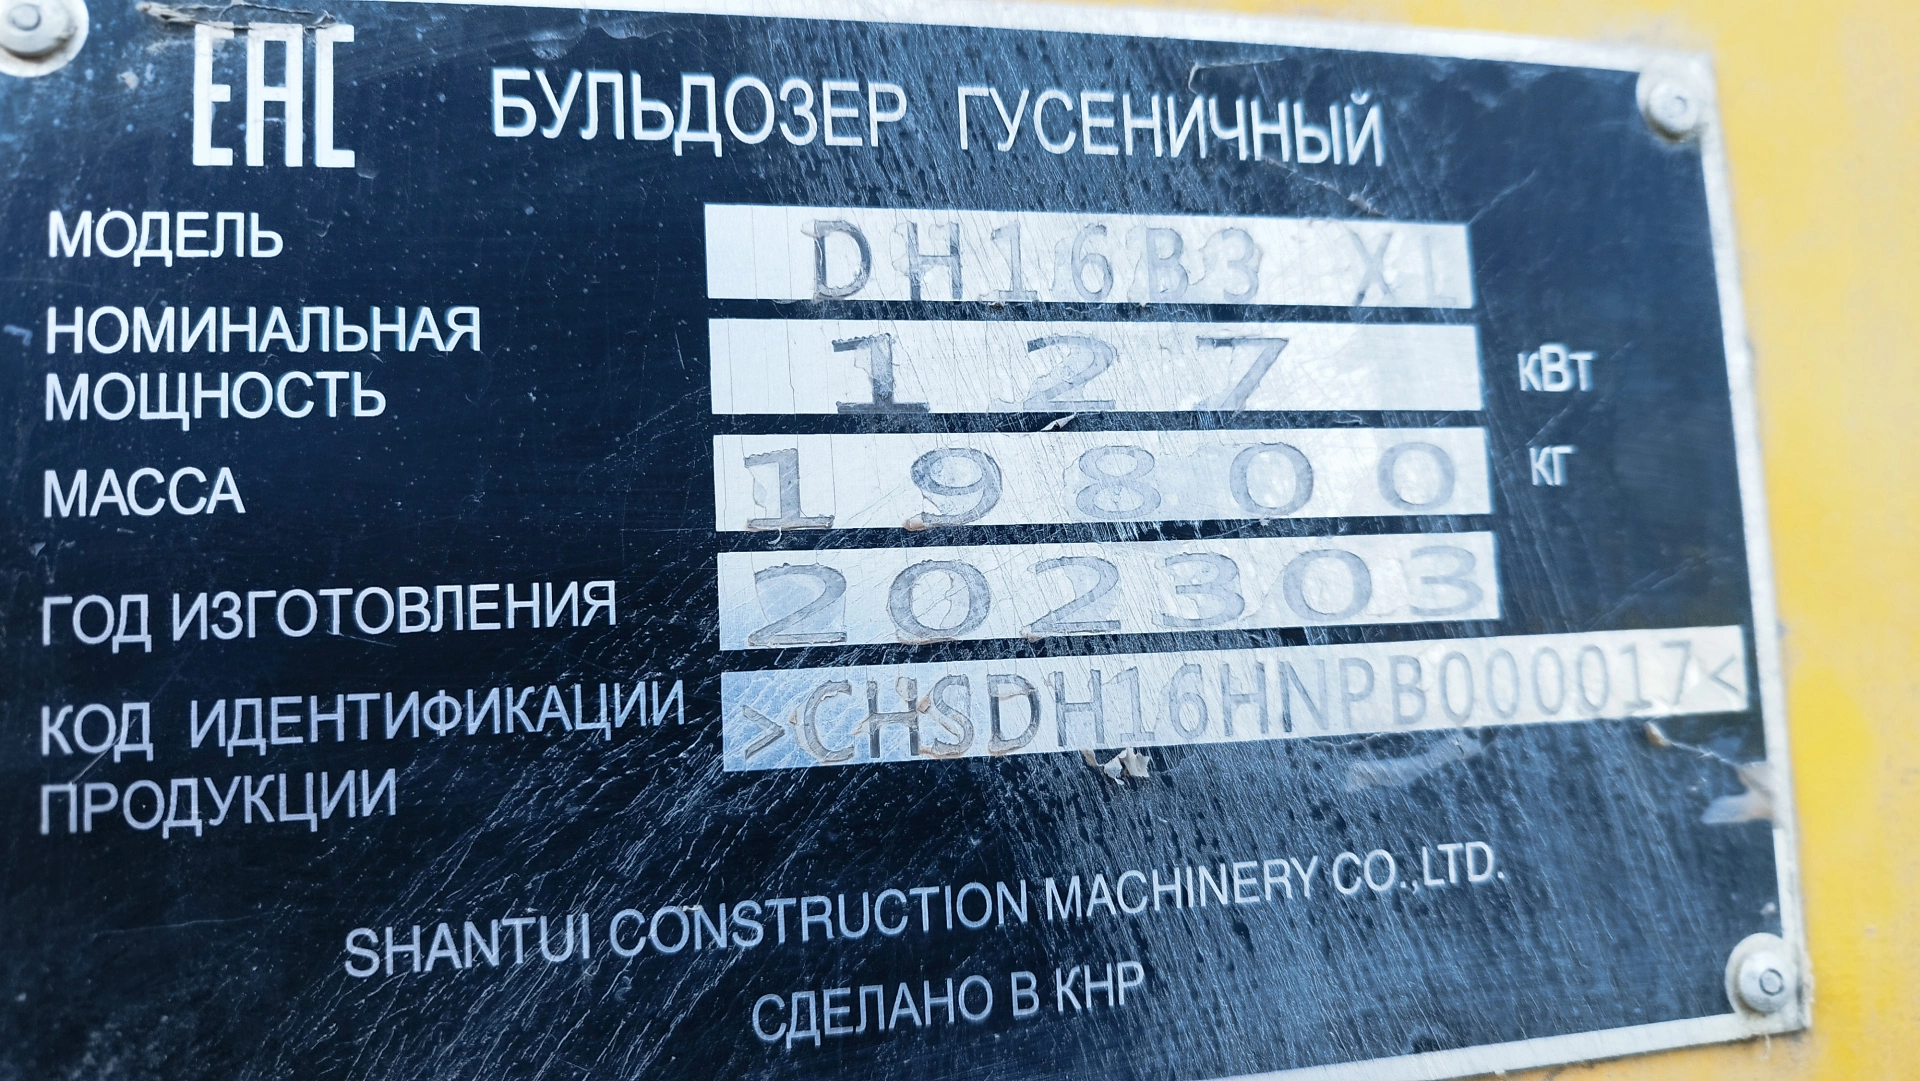 EAC
БУЛЬДОЗЕР ГУСЕНИЧНЫЙ
МОДЕЛЬ DH16B3 XL
НОМИНАЛЬНАЯ
МОЩНОСТЬ 127 кВт
МАССА 19800 кг
ГОД ИЗГОТОВЛЕНИЯ 202303
КОД ИДЕНТИФИКАЦИИ >CHSDH16HNPB000017<
ПРОДУКЦИИ
SHANTUI CONSTRUCTION MACHINERY CO.,LTD.
СДЕЛАНО В КНР